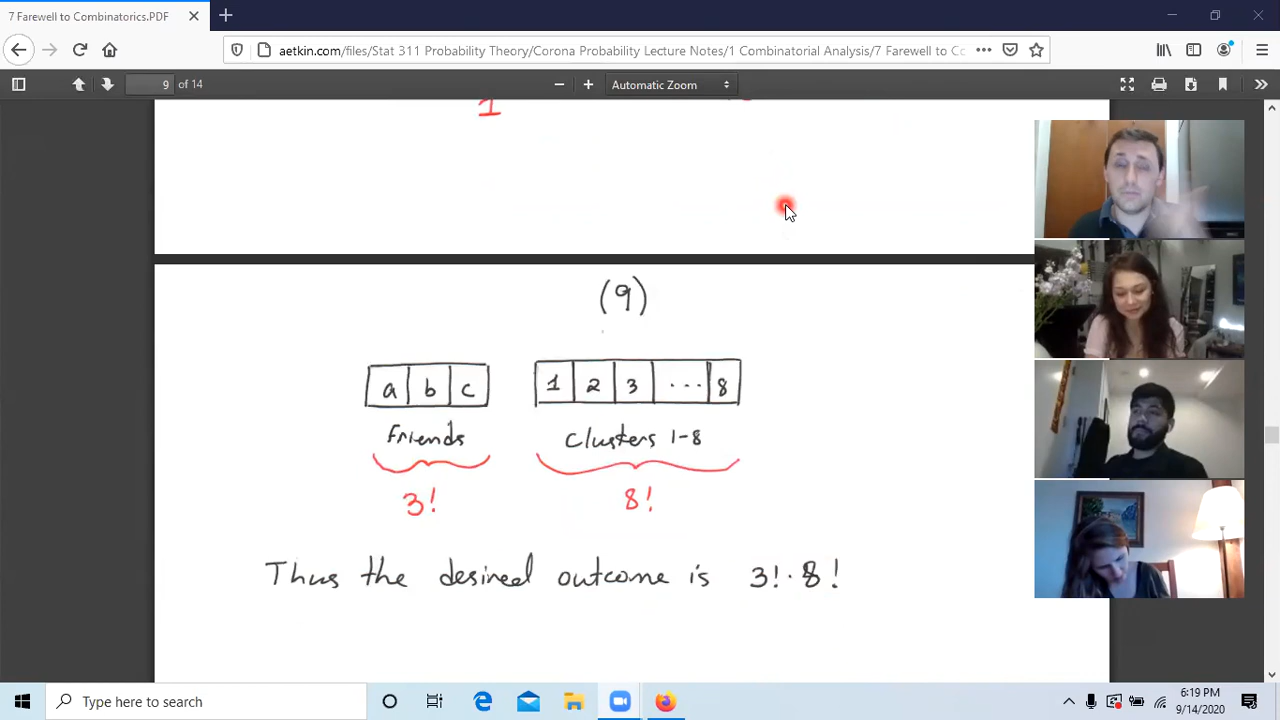 7 Farewell to Combinatorics.PDF
aetkin.com/files/Stat 311 Probability Theory/Corona Probability Lecture Notes/1 Combinatorial Analysis/7 Farewell to Co
9 of 14
Automatic Zoom
1
(9)
a b c 1 2 3 ... 8
Friends Clusters 1-8
3! 8!
Thus the desired outcome is 3! · 8!
Type here to search
6:19 PM
9/14/2020